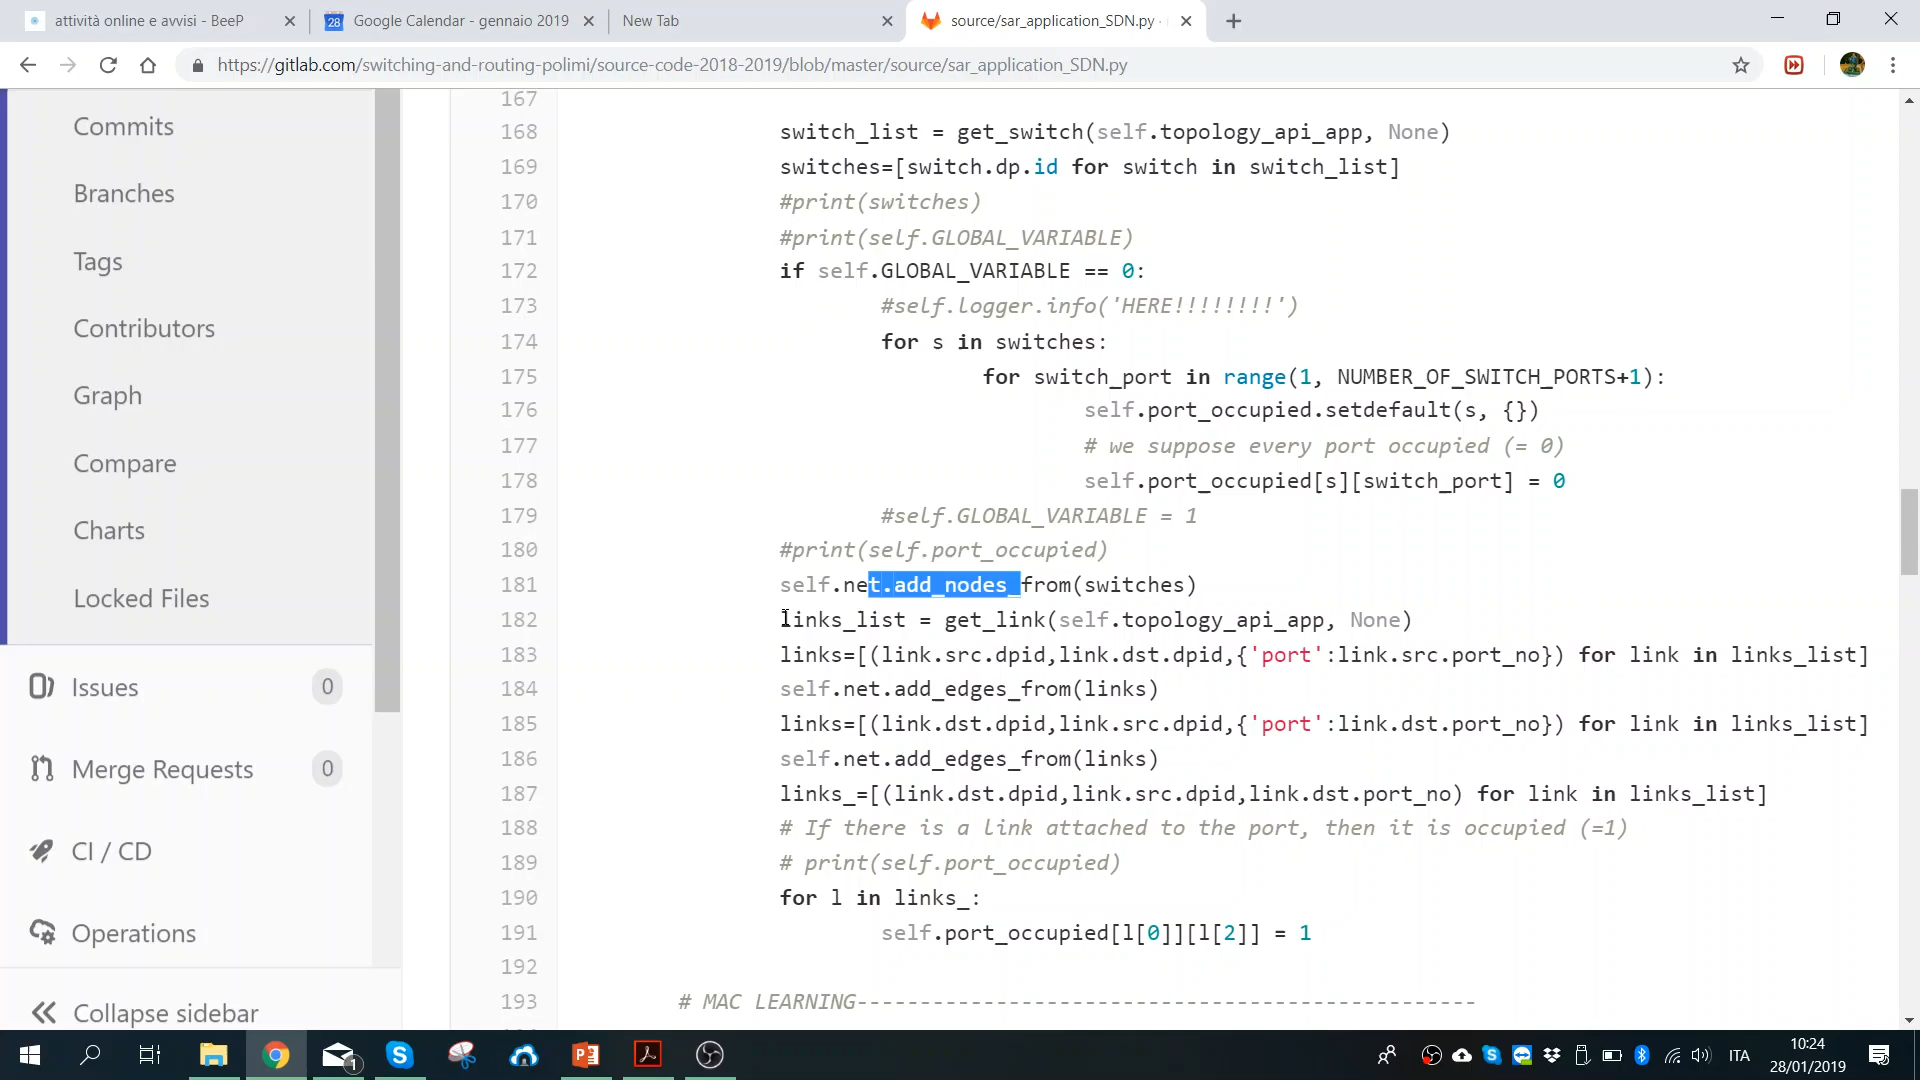 attività online e avvisi - BeeP
28 Google Calendar - gennaio 2019
New Tab
source/sar_application_SDN.py ·
https://gitlab.com/switching-and-routing-polimi/source-code-2018-2019/blob/master/source/sar_application_SDN.py
Commits
Branches
Tags
Contributors
Graph
Compare
Charts
Locked Files
Issues 0
Merge Requests 0
CI / CD
Operations
Collapse sidebar
167
168 switch_list = get_switch(self.topology_api_app, None)
169 switches=[switch.dp.id for switch in switch_list]
170 #print(switches)
171 #print(self.GLOBAL_VARIABLE)
172 if self.GLOBAL_VARIABLE == 0:
173 #self.logger.info('HERE!!!!!!!!')
174 for s in switches:
175 for switch_port in range(1, NUMBER_OF_SWITCH_PORTS+1):
176 self.port_occupied.setdefault(s, {})
177 # we suppose every port occupied (= 0)
178 self.port_occupied[s][switch_port] = 0
179 #self.GLOBAL_VARIABLE = 1
180 #print(self.port_occupied)
181 self.net.add_nodes_from(switches)
182 links_list = get_link(self.topology_api_app, None)
183 links=[(link.src.dpid,link.dst.dpid,{'port':link.src.port_no}) for link in links_list]
184 self.net.add_edges_from(links)
185 links=[(link.dst.dpid,link.src.dpid,{'port':link.dst.port_no}) for link in links_list]
186 self.net.add_edges_from(links)
187 links_=[(link.dst.dpid,link.src.dpid,link.dst.port_no) for link in links_list]
188 # If there is a link attached to the port, then it is occupied (=1)
189 # print(self.port_occupied)
190 for l in links_:
191 self.port_occupied[l[0]][l[2]] = 1
192
193 # MAC LEARNING-------------------------------------------------
1
ITA
10:24
28/01/2019